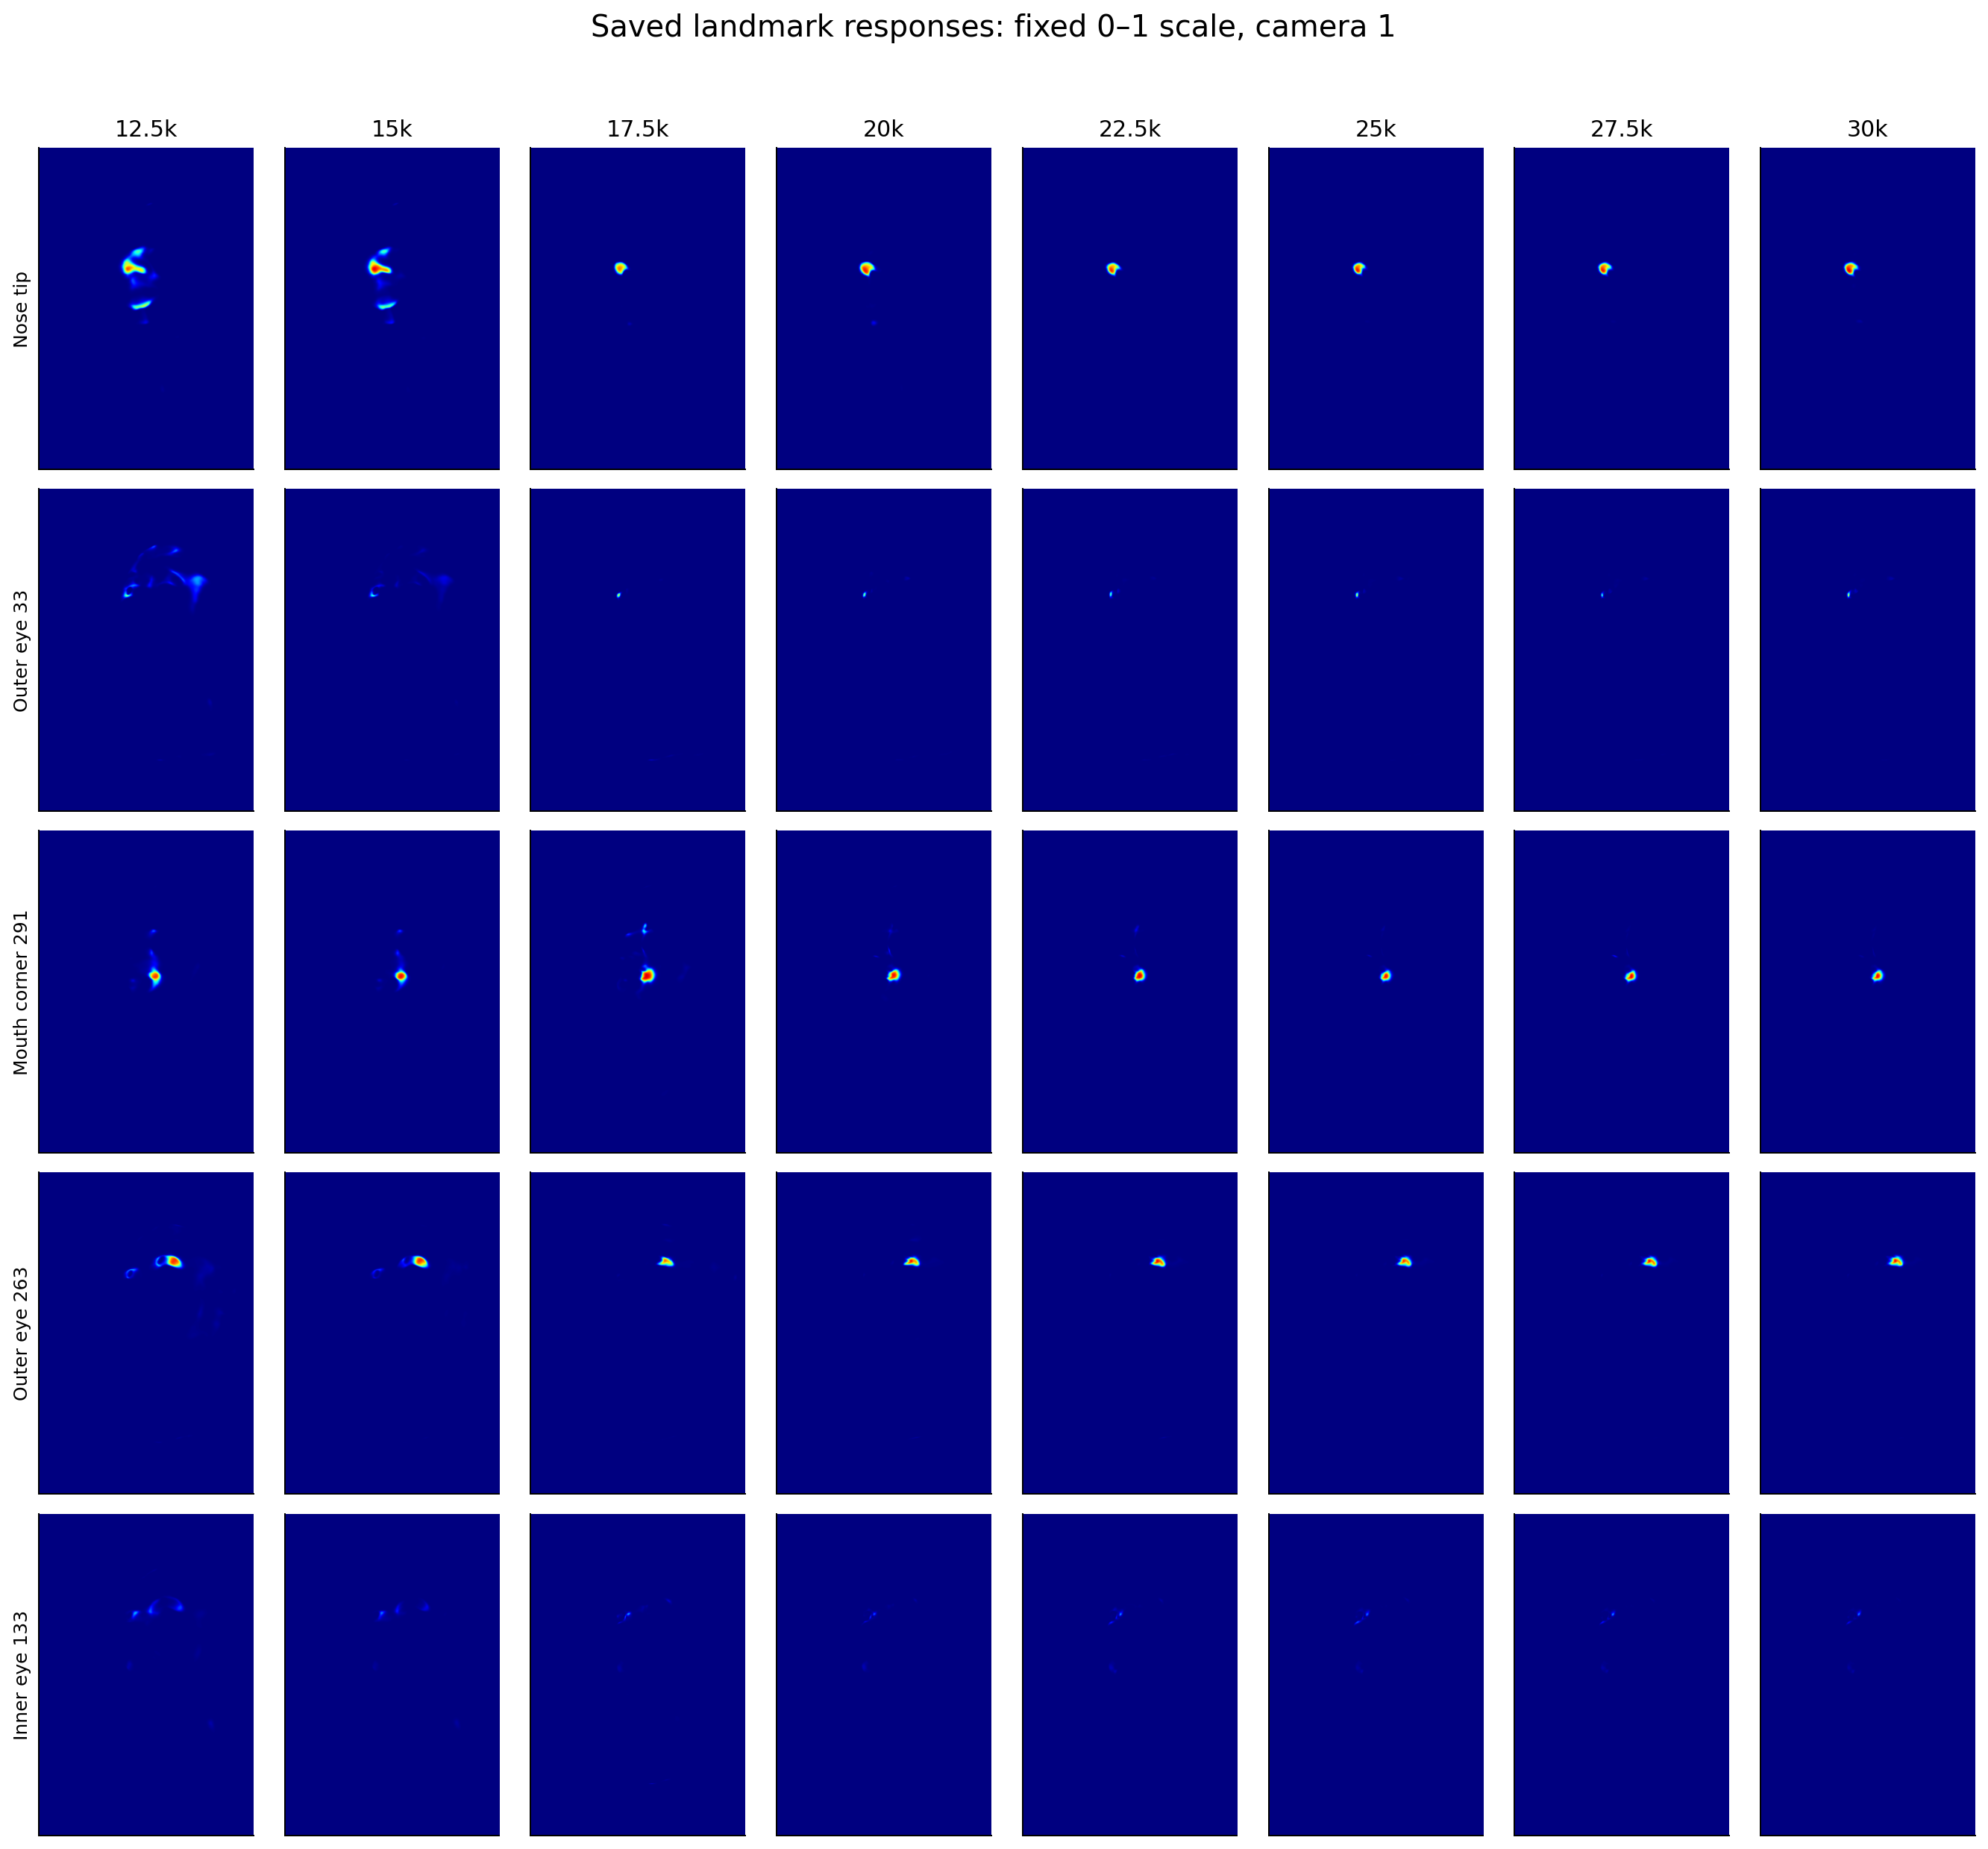 Saved landmark responses: fixed 0–1 scale, camera 1
12.5k 15k 17.5k 20k 22.5k 25k 27.5k 30k
Nose tip
Outer eye 33
Mouth corner 291
Outer eye 263
Inner eye 133